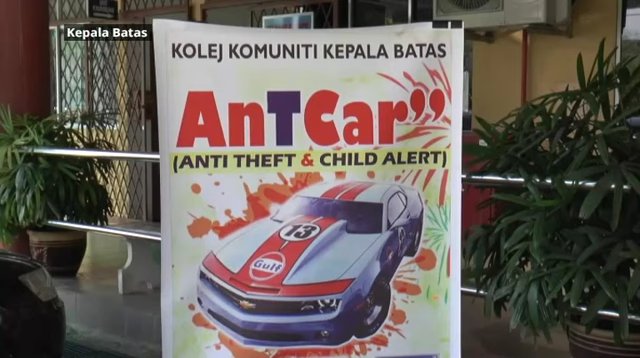 Kepala Batas
KOLEJ KOMUNITI KEPALA BATAS
AnTCar”
(ANTI THEFT & CHILD ALERT)
13
Gulf